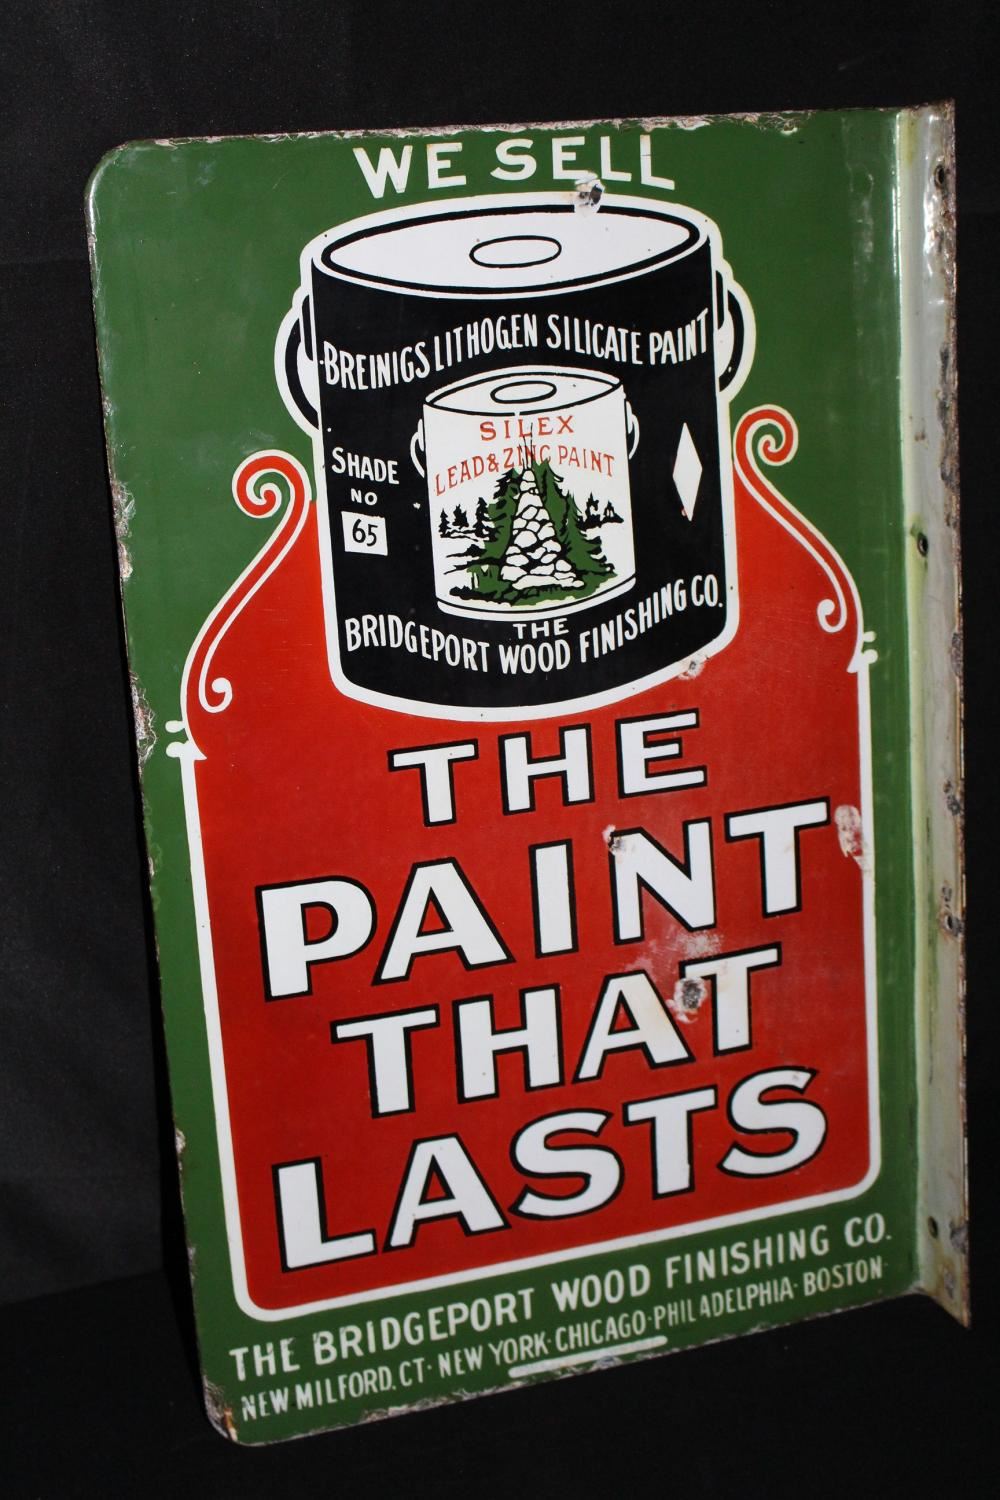 WE SELL
BREINIGS LITHOGEN SILICATE PAINT
SILEX
LEAD & ZINC PAINT
SHADE
NO
65
THE
BRIDGEPORT WOOD FINISHING CO.
THE
PAINT
THAT
LASTS
THE BRIDGEPORT WOOD FINISHING CO.
NEW MILFORD, CT· NEW YORK· CHICAGO· PHILADELPHIA· BOSTON